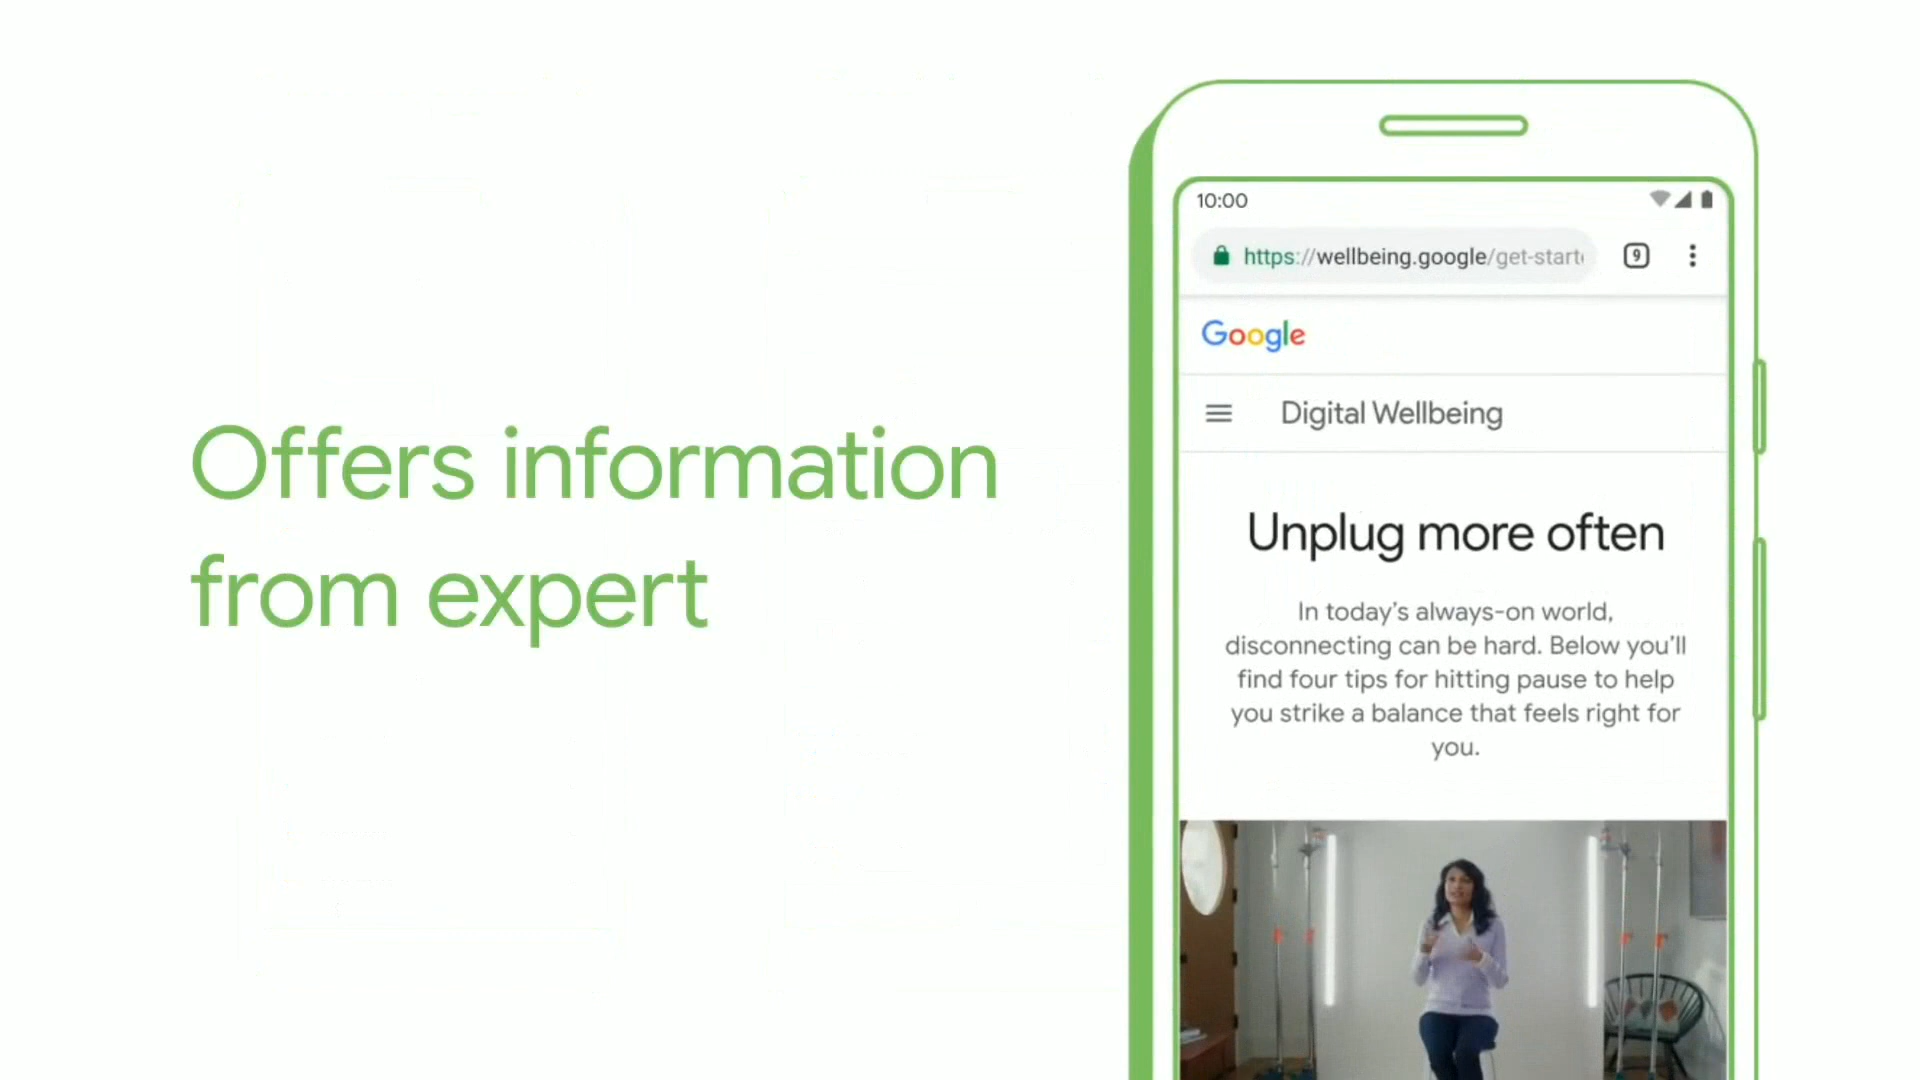 Offers information
from expert
10:00
https://wellbeing.google/get-starte
9
Google
Digital Wellbeing
Unplug more often
In today's always-on world,
disconnecting can be hard. Below you'll
find four tips for hitting pause to help
you strike a balance that feels right for
you.